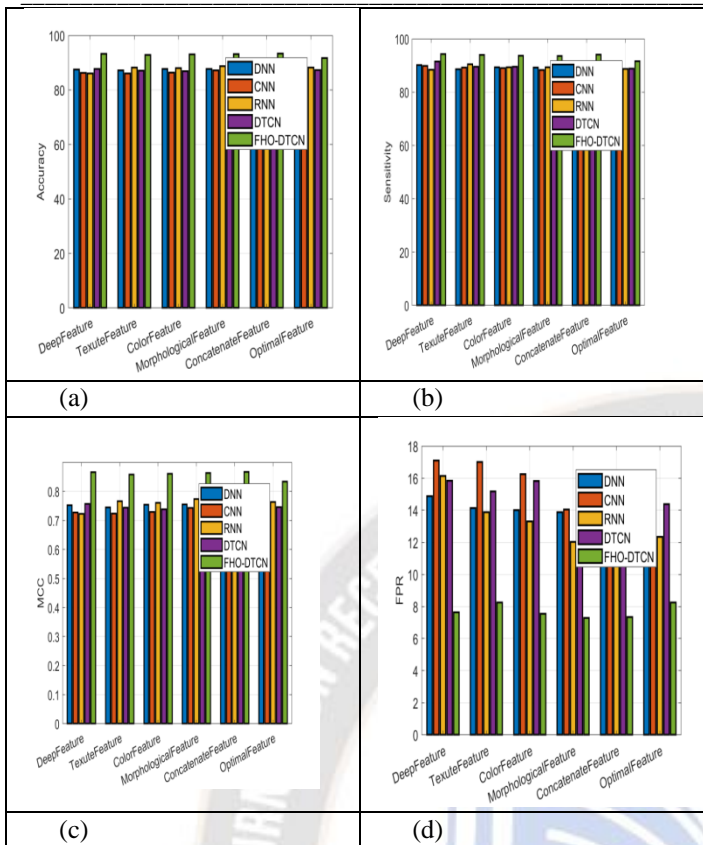 100
80
60
40
20
0
Accuracy
DNN
CNN
RNN
DTCN
FHO-DTCN
DeepFeature
TexuteFeature
ColorFeature
MorphologicalFeature
ConcatenateFeature
OptimalFeature
(a)
100
80
60
40
20
0
Sensitivity
DNN
CNN
RNN
DTCN
FHO-DTCN
DeepFeature
TexuteFeature
ColorFeature
MorphologicalFeature
ConcatenateFeature
OptimalFeature
(b)
0.8
0.7
0.6
0.5
0.4
0.3
0.2
0.1
0
MCC
DNN
CNN
RNN
DTCN
FHO-DTCN
DeepFeature
TexuteFeature
ColorFeature
MorphologicalFeature
ConcatenateFeature
OptimalFeature
(c)
18
16
14
12
10
8
6
4
2
0
FPR
DNN
CNN
RNN
DTCN
FHO-DTCN
DeepFeature
TexuteFeature
ColorFeature
MorphologicalFeature
ConcatenateFeature
OptimalFeature
(d)